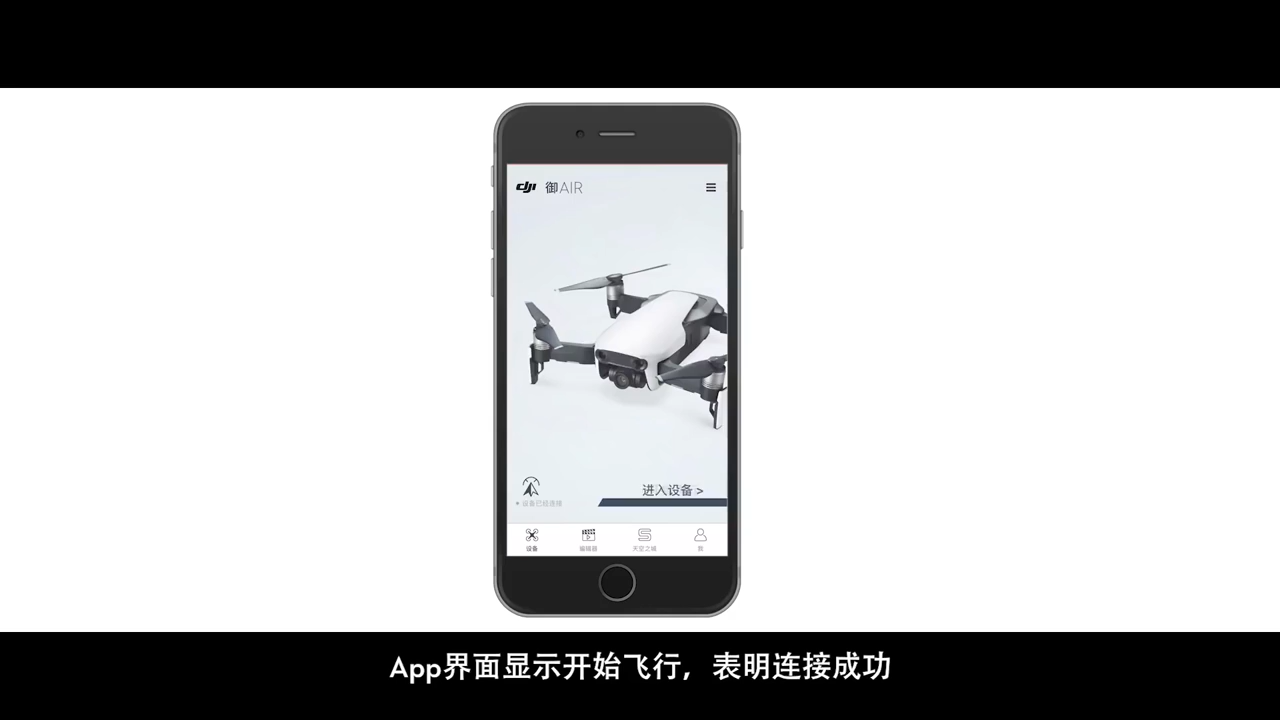 dji 御AIR
进入设备 >
设备已经连接
设备
编辑器
天空之城
我
App界面显示开始飞行，表明连接成功